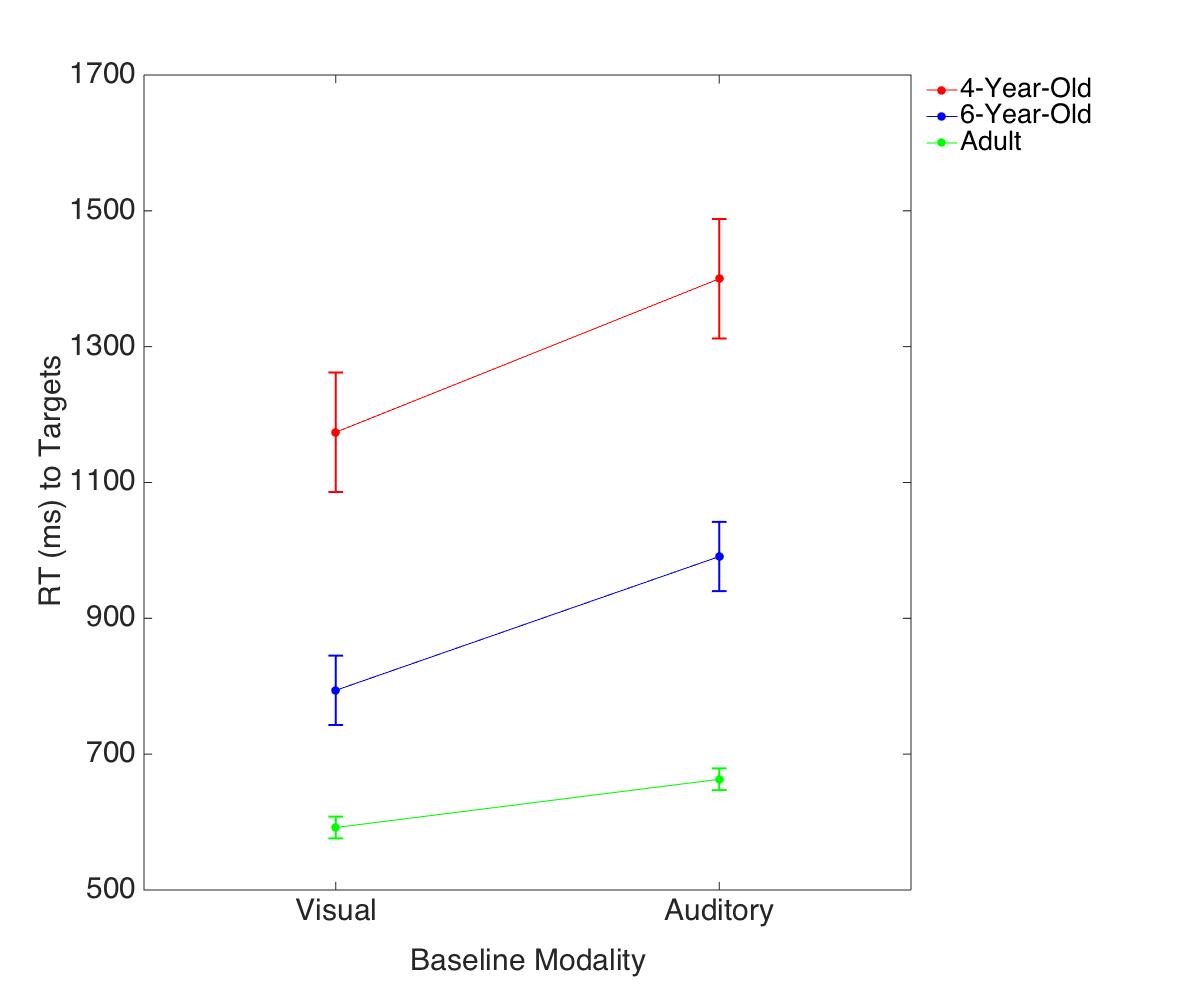 1700
1500
1300
1100
900
700
500
RT (ms) to Targets
Visual
Auditory
Baseline Modality
4-Year-Old
6-Year-Old
Adult